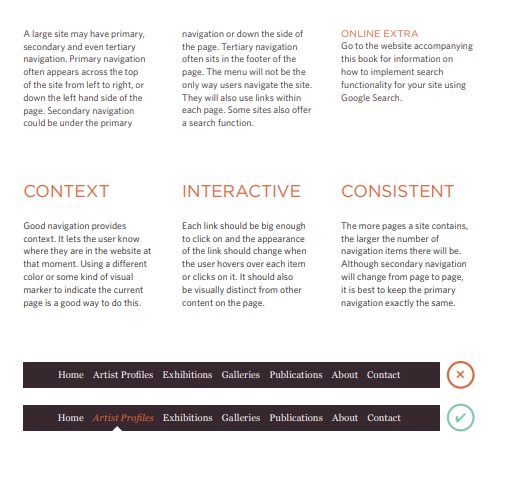 A large site may have primary,
secondary and even tertiary
navigation. Primary navigation
often appears across the top
of the site from left to right, or
down the left hand side of the
page. Secondary navigation
could be under the primary
navigation or down the side of
the page. Tertiary navigation
often sits in the footer of the
page. The menu will not be the
only way users navigate the site.
They will also use links within
each page. Some sites also offer
a search function.
ONLINE EXTRA
Go to the website accompanying
this book for information on
how to implement search
functionality for your site using
Google Search.
CONTEXT
Good navigation provides
context. It lets the user know
where they are in the website at
that moment. Using a different
color or some kind of visual
marker to indicate the current
page is a good way to do this.
INTERACTIVE
Each link should be big enough
to click on and the appearance
of the link should change when
the user hovers over each item
or clicks on it. It should also
be visually distinct from other
content on the page.
CONSISTENT
The more pages a site contains,
the larger the number of
navigation items there will be.
Although secondary navigation
will change from page to page,
it is best to keep the primary
navigation exactly the same.
Home Artist Profiles Exhibitions Galleries Publications About Contact
Home Artist Profiles Exhibitions Galleries Publications About Contact